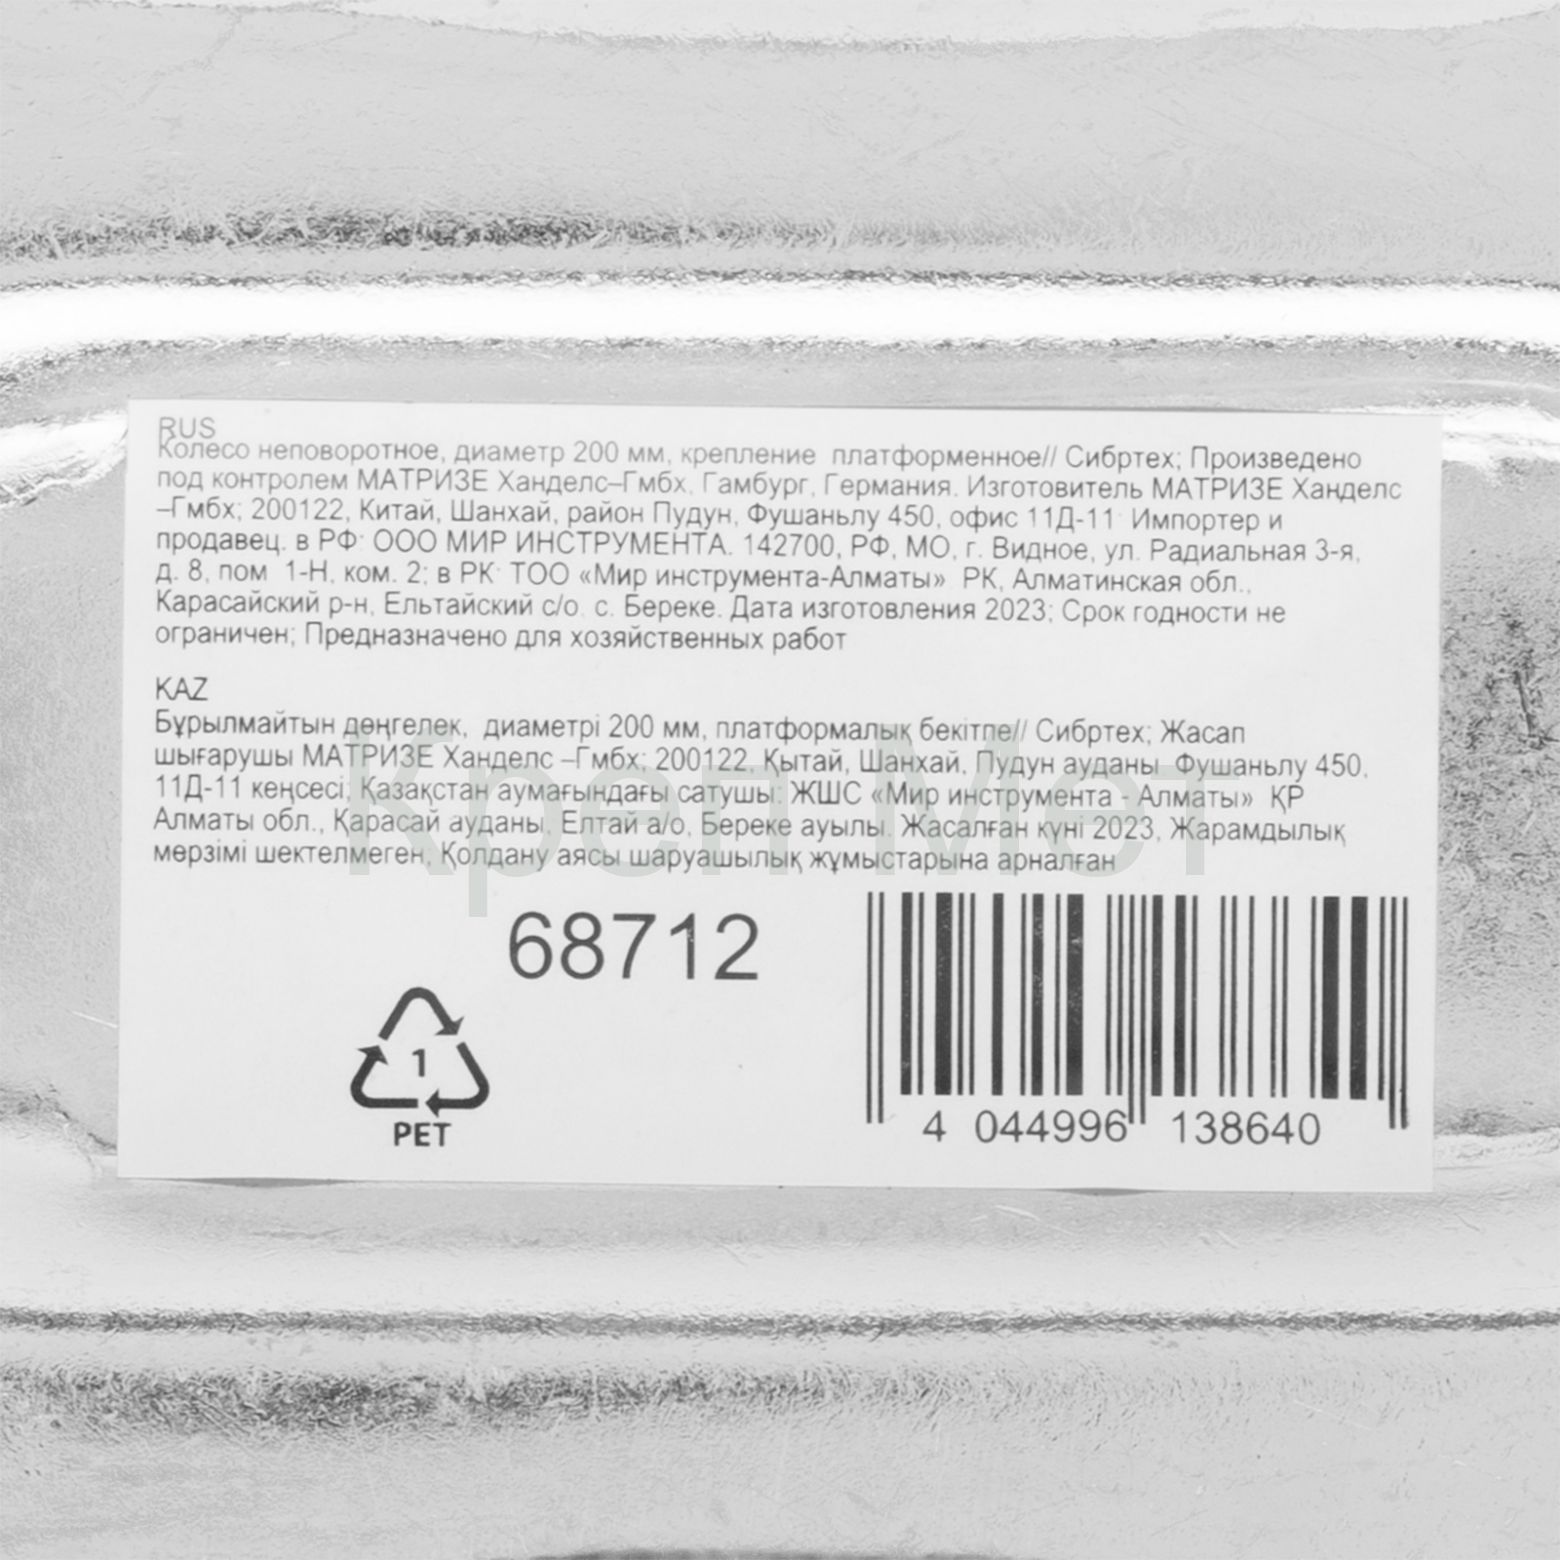 RUS
Колесо неповоротное, диаметр 200 мм, крепление платформенное// Сибртех; Произведено
под контролем МАТРИЗЕ Ханделс–Гмбх, Гамбург, Германия. Изготовитель МАТРИЗЕ Ханделс
–Гмбх; 200122, Китай, Шанхай, район Пудун, Фушаньлу 450, офис 11Д-11 Импортер и
продавец. в РФ: ООО МИР ИНСТРУМЕНТА. 142700, РФ, МО, г. Видное, ул. Радиальная 3-я,
д. 8, пом 1-Н, ком. 2; в РК: ТОО «Мир инструмента-Алматы» РК, Алматинская обл.,
Карасайский р-н, Ельтайский с/о, с. Береке. Дата изготовления 2023; Срок годности не
ограничен; Предназначено для хозяйственных работ
KAZ
Бұрылмайтын дөңгелек, диаметрі 200 мм, платформалық бекітпе// Сибртех; Жасап
шығарушы МАТРИЗЕ Ханделс –Гмбх; 200122, Қытай, Шанхай, Пудун ауданы, Фушаньлу 450,
11Д-11 кеңсесі; Қазақстан аумағындағы сатушы: ЖШС «Мир инструмента - Алматы» ҚР
Алматы обл., Қарасай ауданы, Елтай а/о, Береке ауылы. Жасалған күні 2023, Жарамдылық
мерзімі шектелмеген, Қолдану аясы шаруашылық жұмыстарына арналған
Креп Мет
68712
1
PET
4 044996 138640